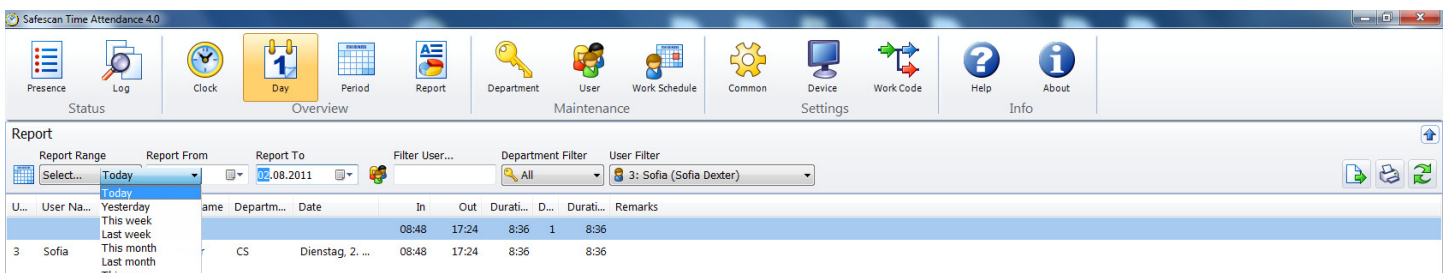 Safescan Time Attendance 4.0
Presence Log Clock Day Period Report Department User Work Schedule Common Device Work Code Help About
Status Overview Maintenance Settings Info
Report
Report Range Report From Report To Filter User... Department Filter User Filter
Select... Today 02.08.2011 All 3: Sofia (Sofia Dexter)
Today
U... User Na... Yesterday ame Departm... Date In Out Durati... D... Durati... Remarks
This week
08:48 17:24 8:36 1 8:36
Last week
3 Sofia This month r CS Dienstag, 2. ... 08:48 17:24 8:36 8:36
Last month